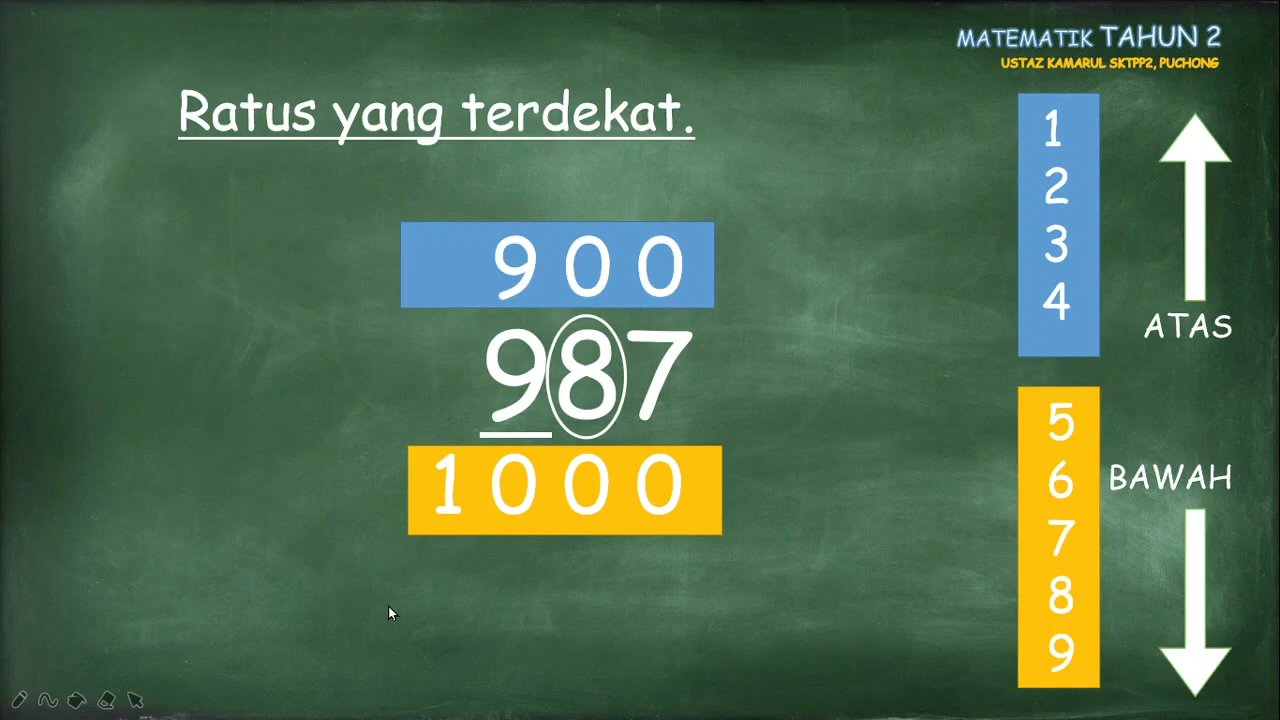 MATEMATIK TAHUN 2
USTAZ KAMARUL SKTPP2, PUCHONG
Ratus yang terdekat.
900
987
1000
1
2
3
4
ATAS
5
6
7
8
9
BAWAH